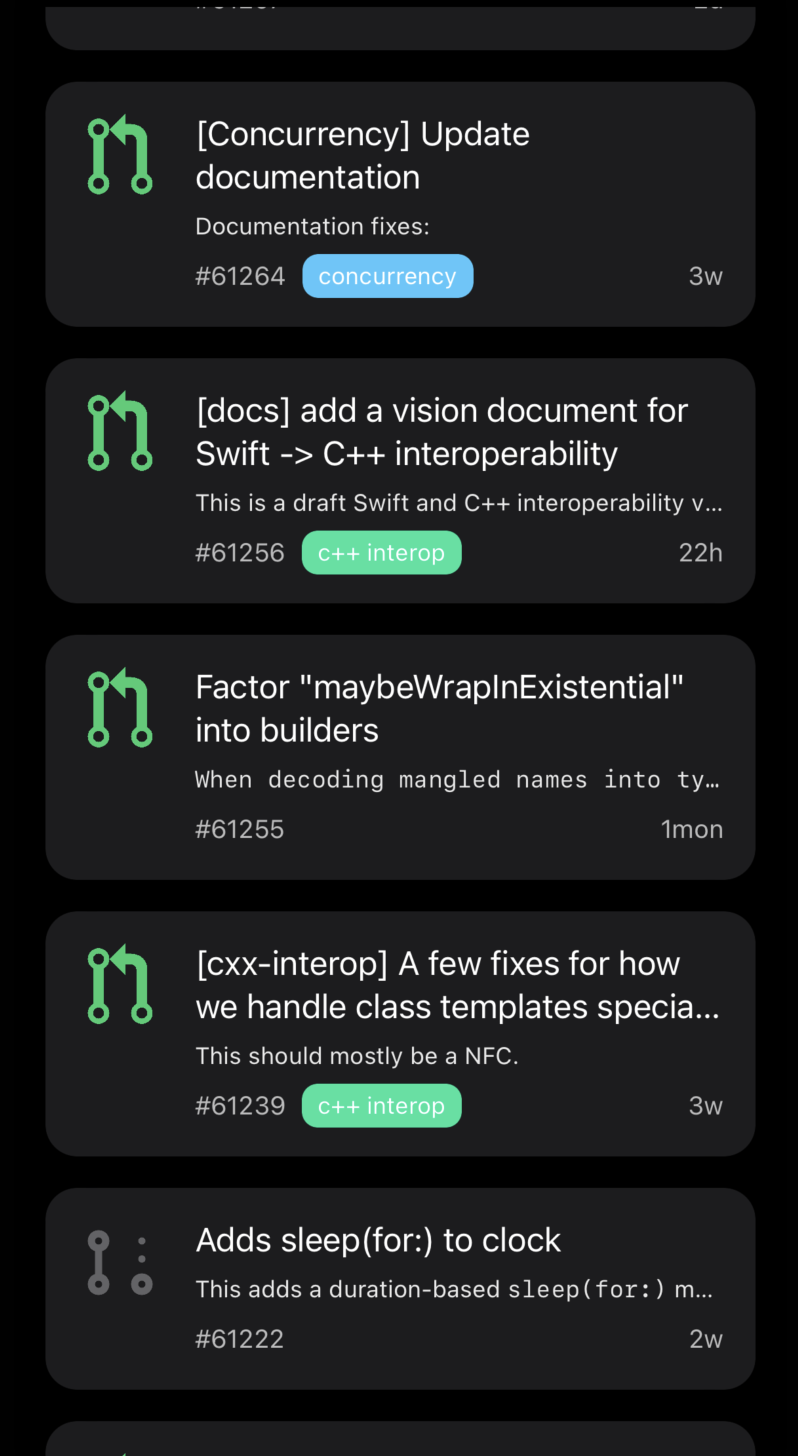 [Concurrency] Update
documentation
Documentation fixes:
#61264 concurrency 3w
[docs] add a vision document for
Swift -> C++ interoperability
This is a draft Swift and C++ interoperability v…
#61256 c++ interop 22h
Factor "maybeWrapInExistential"
into builders
When decoding mangled names into ty…
#61255 1mon
[cxx-interop] A few fixes for how
we handle class templates specia…
This should mostly be a NFC.
#61239 c++ interop 3w
Adds sleep(for:) to clock
This adds a duration-based sleep(for:) m…
#61222 2w